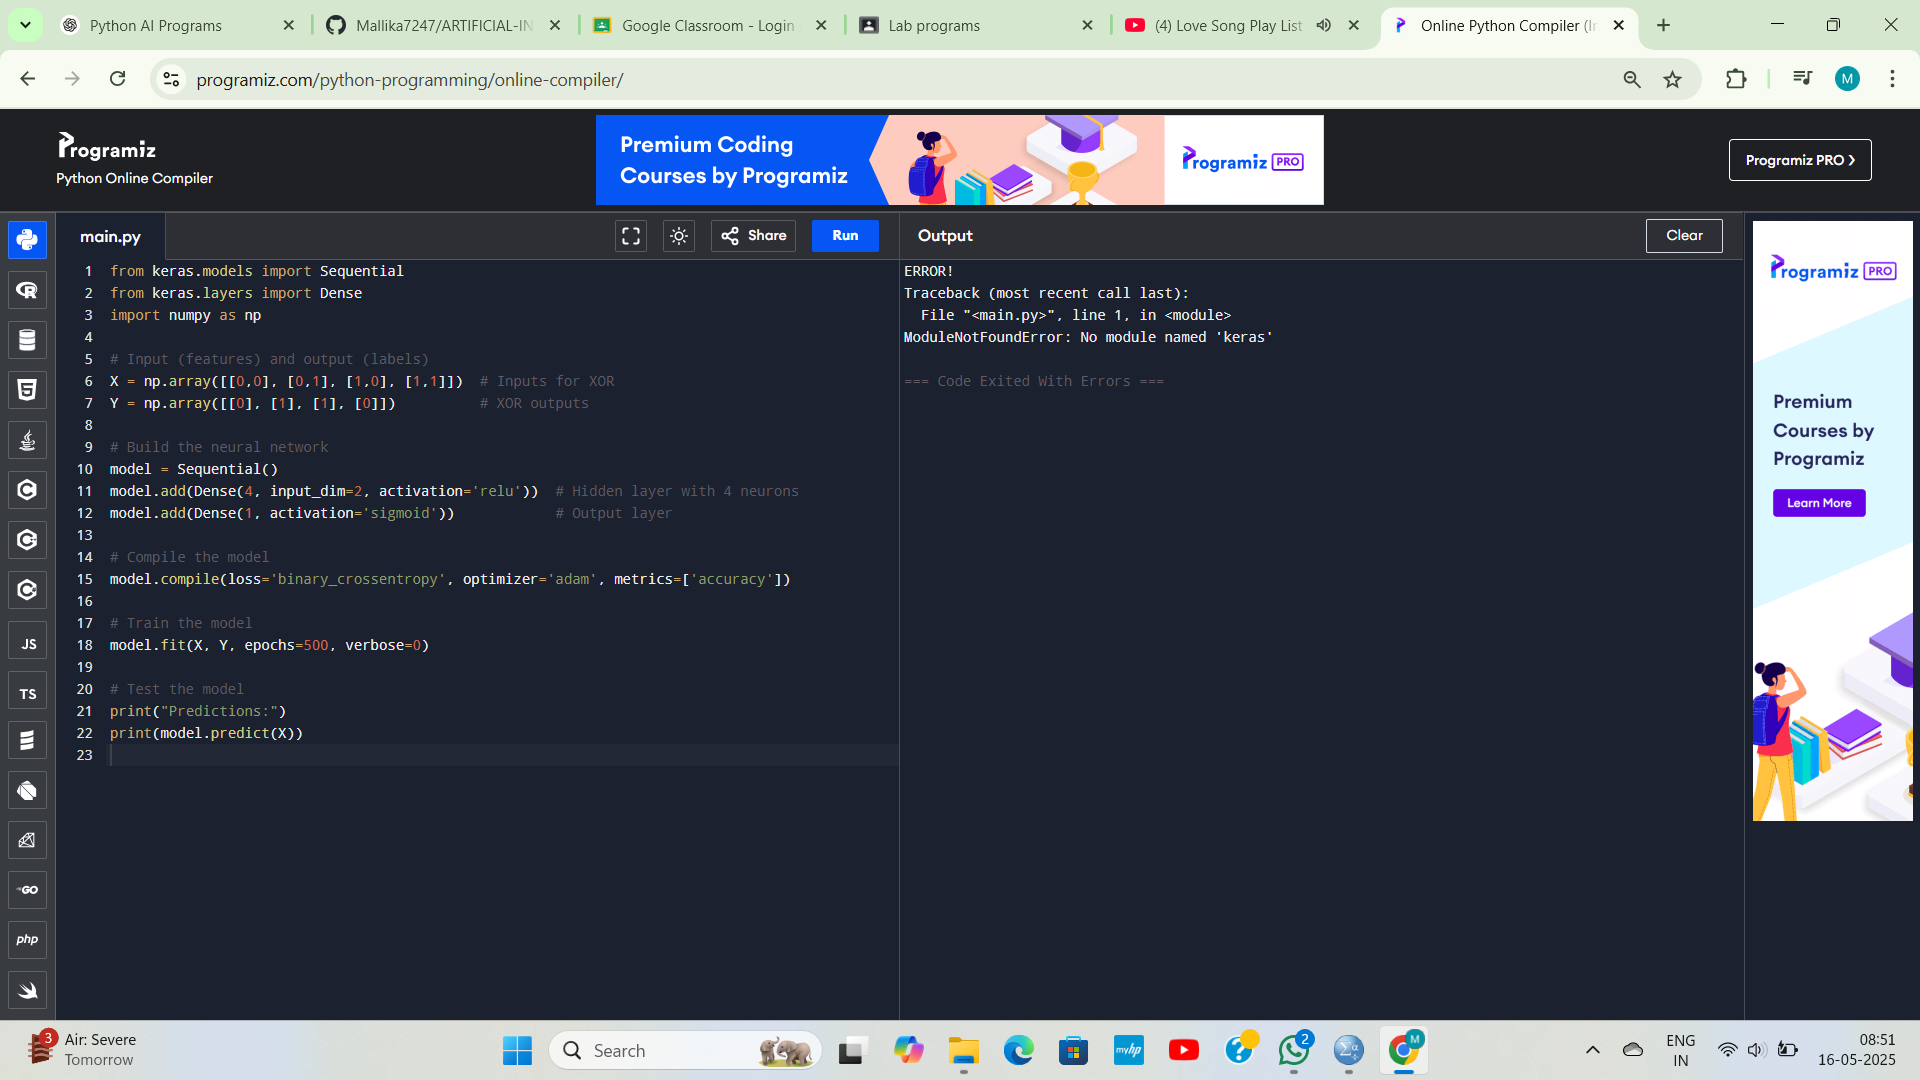 Python AI Programs
Mallika7247/ARTIFICIAL-IN
Google Classroom - Login
Lab programs
(4) Love Song Play List
Online Python Compiler (In
programiz.com/python-programming/online-compiler/
M
Programiz
Python Online Compiler
Premium Coding
Courses by Programiz
Programiz PRO
Programiz PRO ❯
main.py
Share
Run
Output
Clear
1 from keras.models import Sequential
2 from keras.layers import Dense
3 import numpy as np
4
5 # Input (features) and output (labels)
6 X = np.array([[0,0], [0,1], [1,0], [1,1]])  # Inputs for XOR
7 Y = np.array([[0], [1], [1], [0]])          # XOR outputs
8
9 # Build the neural network
10 model = Sequential()
11 model.add(Dense(4, input_dim=2, activation='relu'))  # Hidden layer with 4 neurons
12 model.add(Dense(1, activation='sigmoid'))            # Output layer
13
14 # Compile the model
15 model.compile(loss='binary_crossentropy', optimizer='adam', metrics=['accuracy'])
16
17 # Train the model
18 model.fit(X, Y, epochs=500, verbose=0)
19
20 # Test the model
21 print("Predictions:")
22 print(model.predict(X))
23
ERROR!
Traceback (most recent call last):
  File "<main.py>", line 1, in <module>
ModuleNotFoundError: No module named 'keras'
=== Code Exited With Errors ===
Programiz PRO
Premium
Courses by
Programiz
Learn More
R
JS
TS
GO
php
3
Air: Severe
Tomorrow
Search
myhp
2
M
ENG
IN
08:51
16-05-2025